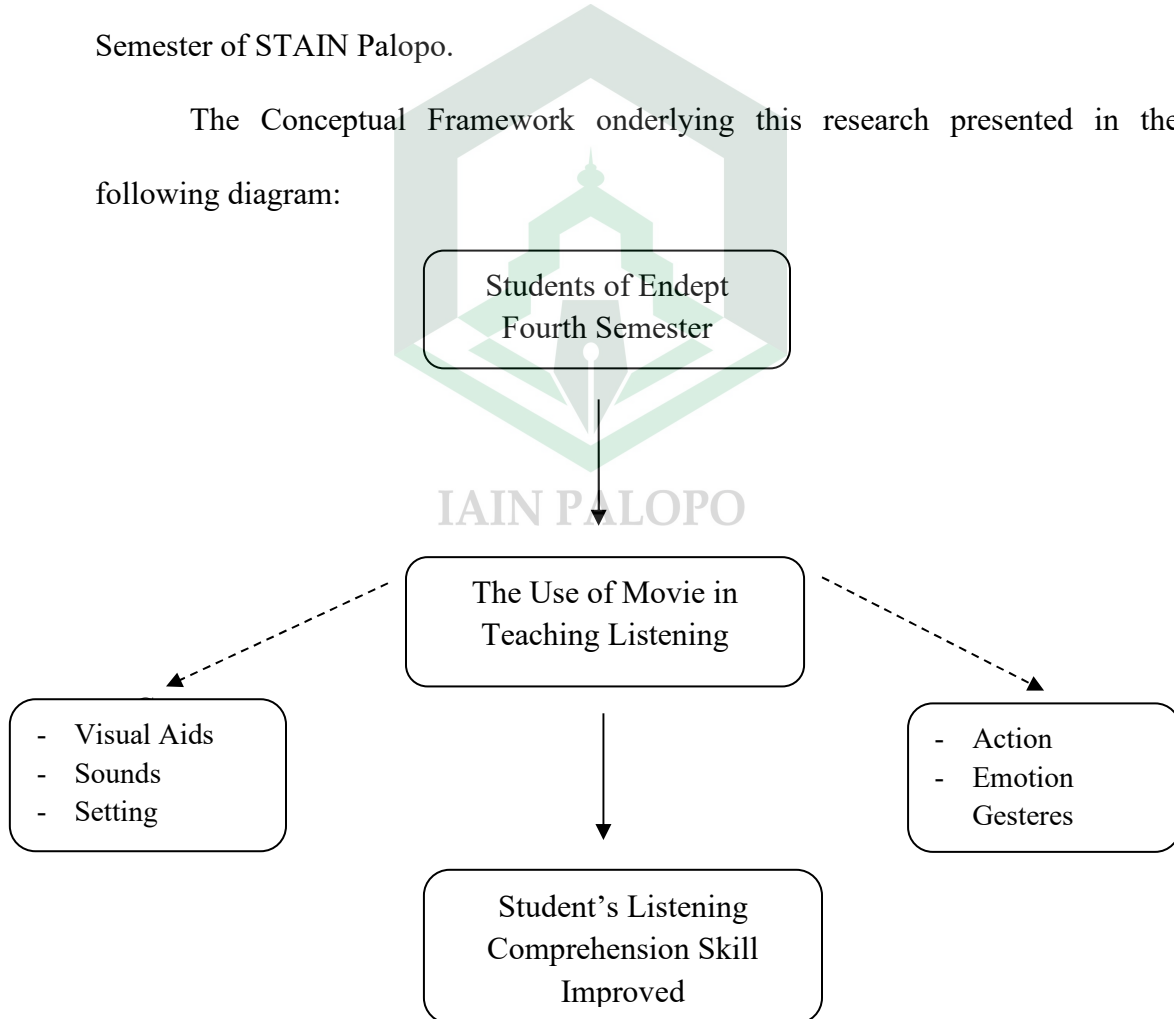 Semester of STAIN Palopo.
The Conceptual Framework onderlying this research presented in the
following diagram:
Students of Endept
Fourth Semester
IAIN PALOPO
The Use of Movie in
Teaching Listening
- Visual Aids
- Sounds
- Setting
- Action
- Emotion
Gesteres
Student’s Listening
Comprehension Skill
Improved